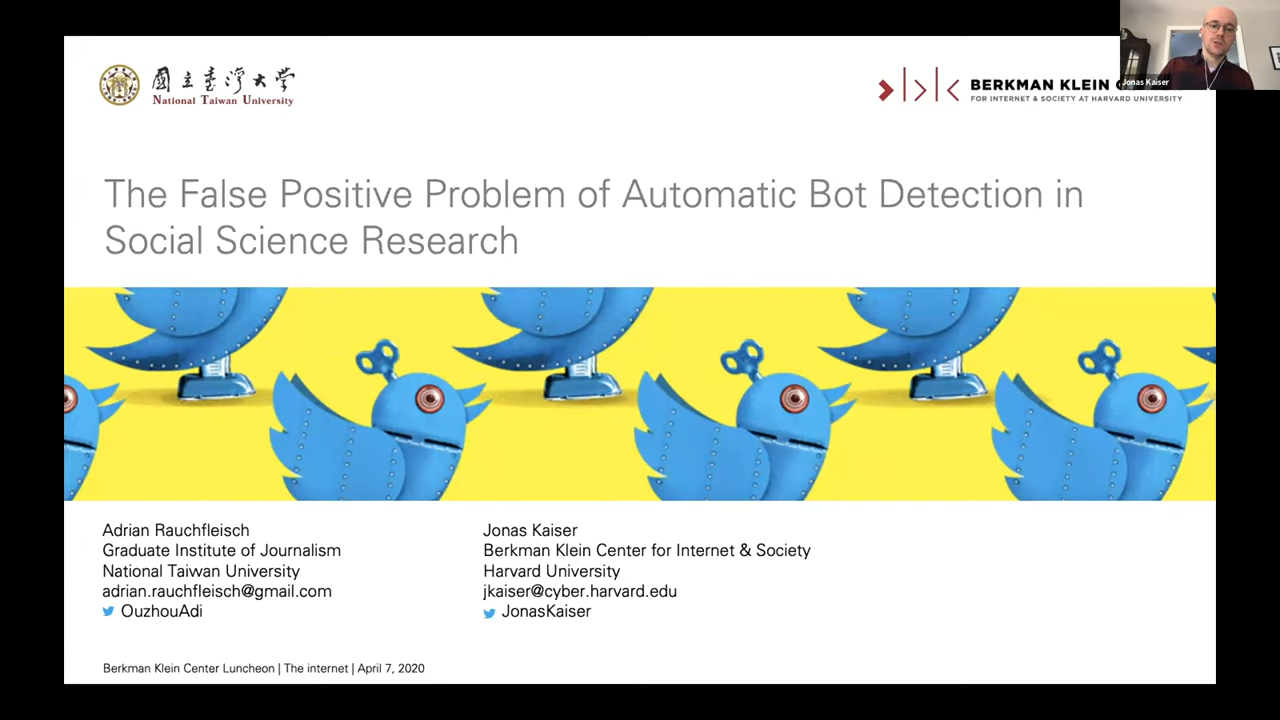 國立臺灣大學
National Taiwan University
BERKMAN KLEIN
FOR INTERNET & SOCIETY AT HARVARD UNIVERSITY
Jonas Kaiser
The False Positive Problem of Automatic Bot Detection in
Social Science Research
Adrian Rauchfleisch
Graduate Institute of Journalism
National Taiwan University
adrian.rauchfleisch@gmail.com
OuzhouAdi
Jonas Kaiser
Berkman Klein Center for Internet & Society
Harvard University
jkaiser@cyber.harvard.edu
JonasKaiser
Berkman Klein Center Luncheon | The internet | April 7, 2020